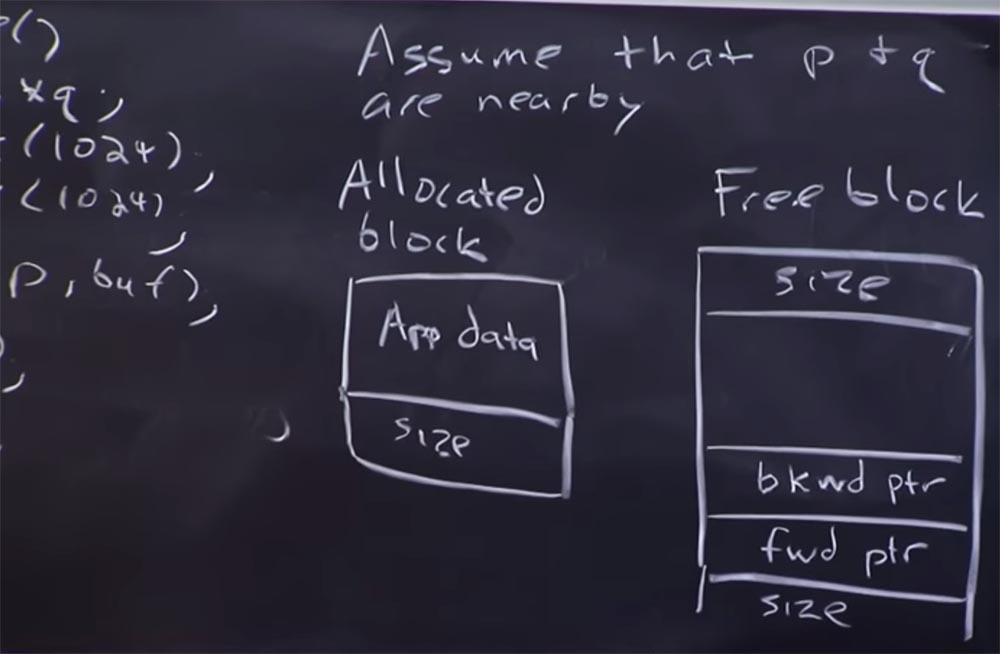 ()
*q;
(1024);
(1024);
p, buf);
);
Assume that p + q
are nearby
Allocated
block
App data
size
Free block
size
bkwd ptr
fwd ptr
size